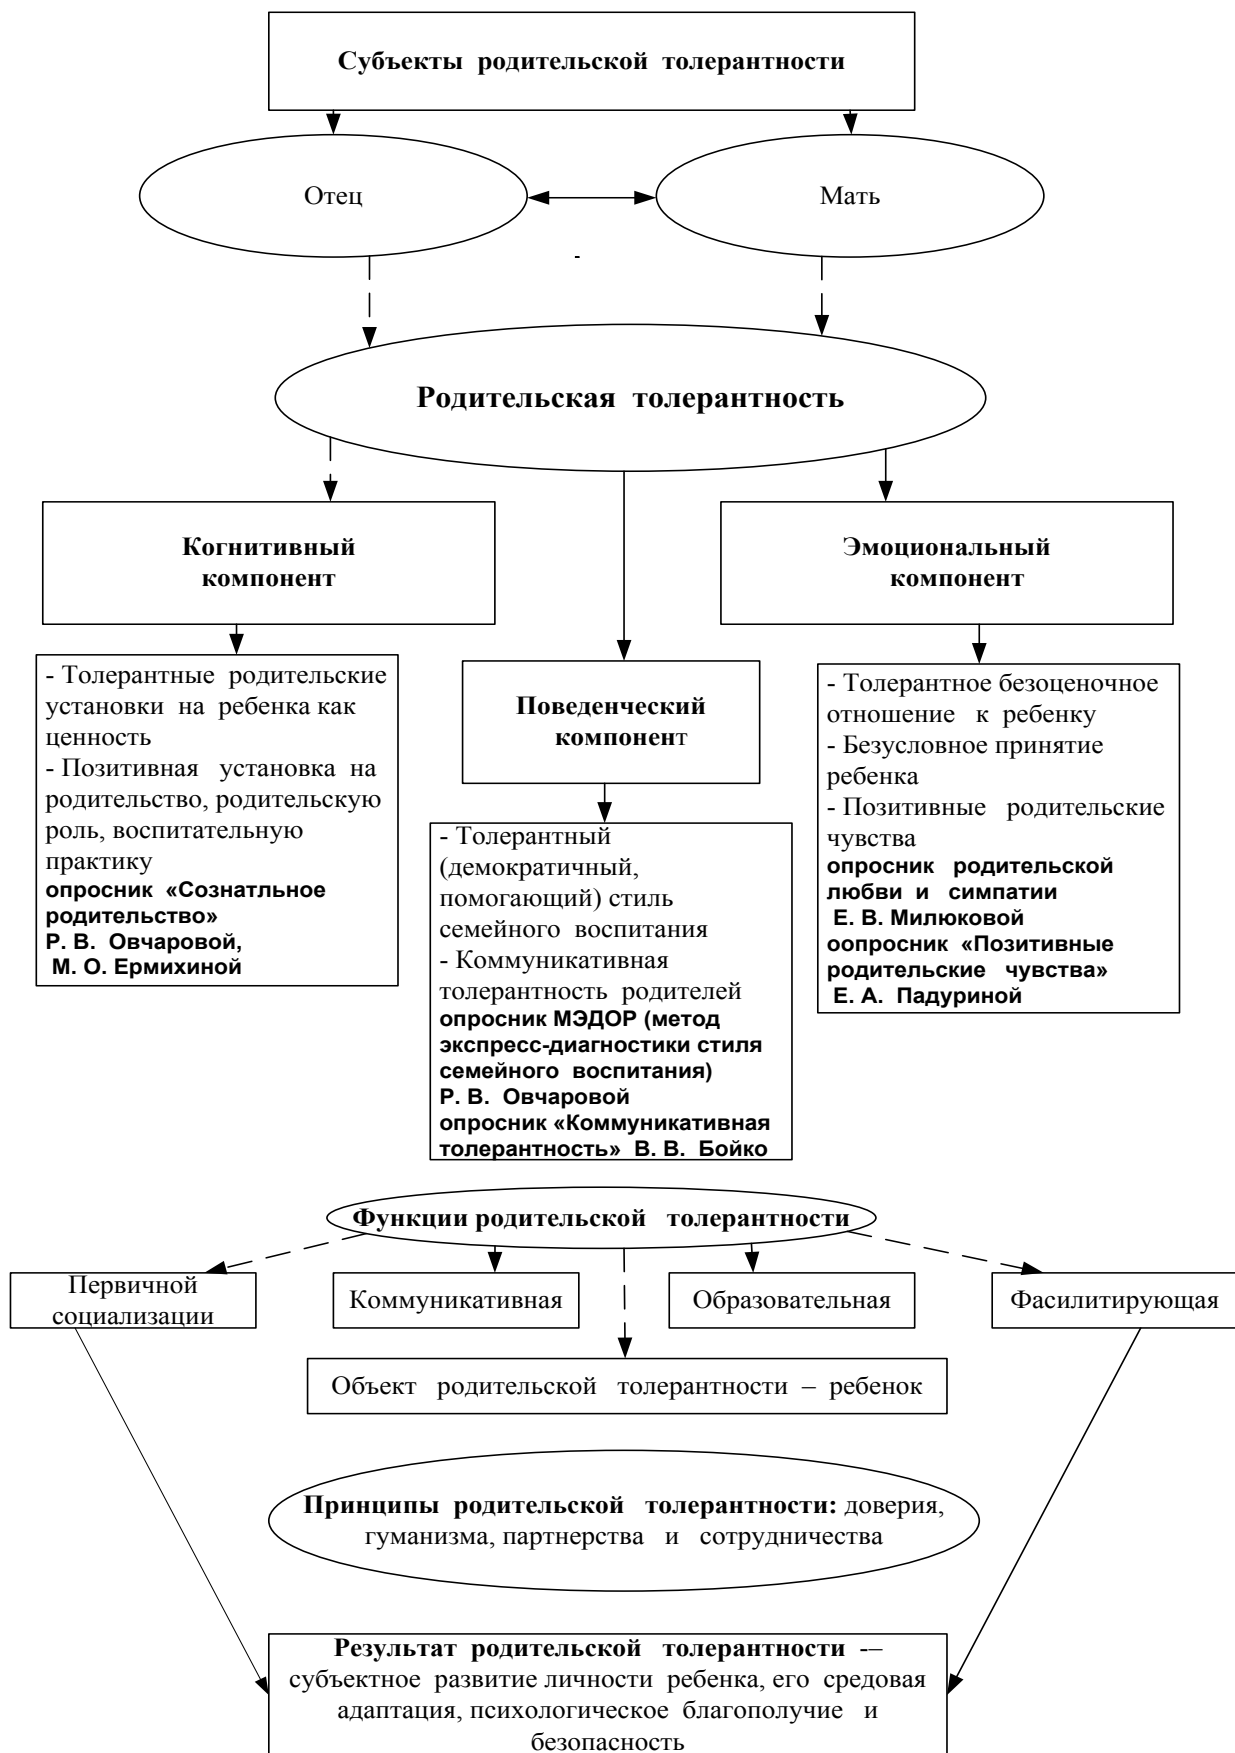 Субъекты родительской толерантности
Отец
Мать
-
Родительская толерантность
Когнитивный
компонент
- Толерантные родительские
установки на ребенка как
ценность
- Позитивная установка на
родительство, родительскую
роль, воспитательную
практику
опросник «Сознатльное
родительство»
Р. В. Овчаровой,
М. О. Ермихиной
Поведенческий
компонент
- Толерантный
(демократичный,
помогающий) стиль
семейного воспитания
- Коммуникативная
толерантность родителей
опросник МЭДОР (метод
экспресс-диагностики стиля
семейного воспитания)
Р. В. Овчаровой
опросник «Коммуникативная
толерантность» В. В. Бойко
Эмоциональный
компонент
- Толерантное безоценочное
отношение к ребенку
- Безусловное принятие
ребенка
- Позитивные родительские
чувства
опросник родительской
любви и симпатии
Е. В. Милюковой
оопросник «Позитивные
родительские чувства»
Е. А. Падуриной
Функции родительской толерантности
Первичной
социализации
Коммуникативная
Образовательная
Фасилитирующая
Объект родительской толерантности – ребенок
Принципы родительской толерантности: доверия,
гуманизма, партнерства и сотрудничества
Результат родительской толерантности -–
субъектное развитие личности ребенка, его средовая
адаптация, психологическое благополучие и
безопасность